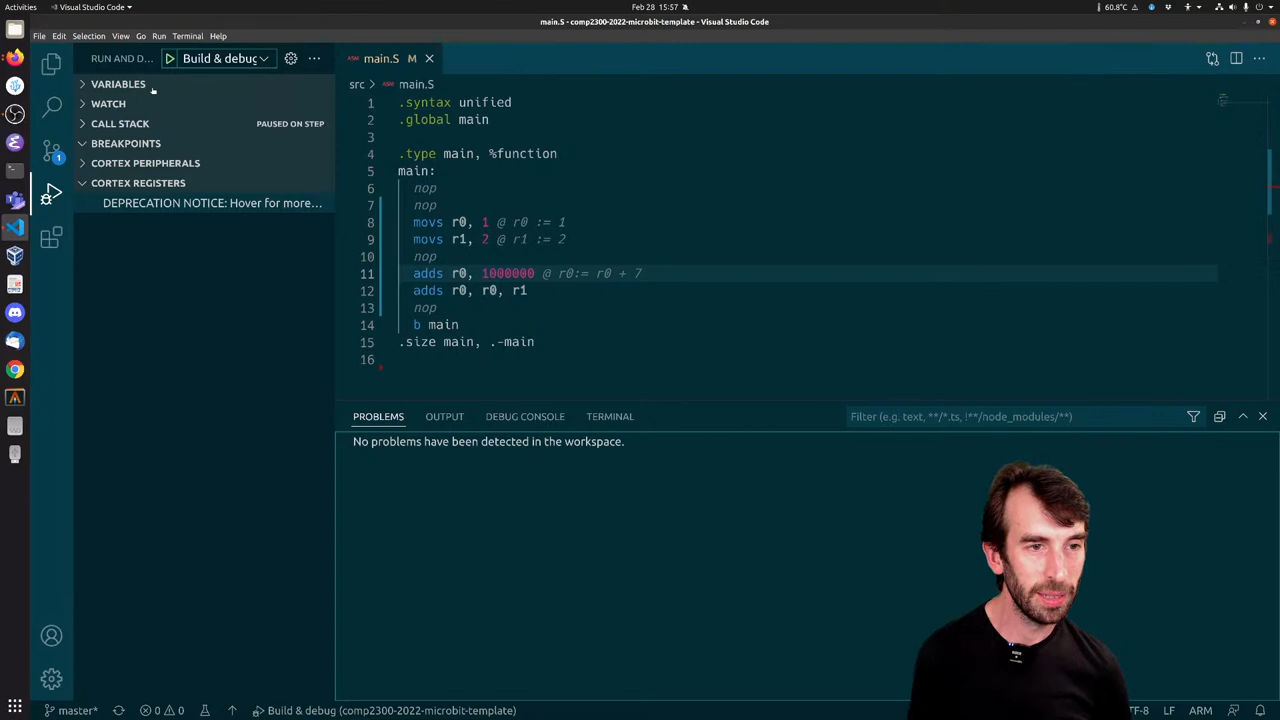 Activities
Visual Studio Code
Feb 28 15:57
60.8°C
main.S - comp2300-2022-microbit-template - Visual Studio Code
File Edit Selection View Go Run Terminal Help
RUN AND D...
Build & debug
main.S M
VARIABLES
WATCH
CALL STACK
PAUSED ON STEP
BREAKPOINTS
CORTEX PERIPHERALS
CORTEX REGISTERS
DEPRECATION NOTICE: Hover for more...
1
src > ASM main.S
1 .syntax unified
2 .global main
3
4 .type main, %function
5 main:
6 nop
7 nop
8 movs r0, 1 @ r0 := 1
9 movs r1, 2 @ r1 := 2
10 nop
11 adds r0, 1000000 @ r0:= r0 + 7
12 adds r0, r0, r1
13 nop
14 b main
15 .size main, .-main
16
PROBLEMS OUTPUT DEBUG CONSOLE TERMINAL
Filter (e.g. text, **/*.ts, !**/node_modules/**)
No problems have been detected in the workspace.
master*
0 0
Build & debug (comp2300-2022-microbit-template)
TF-8 LF ARM